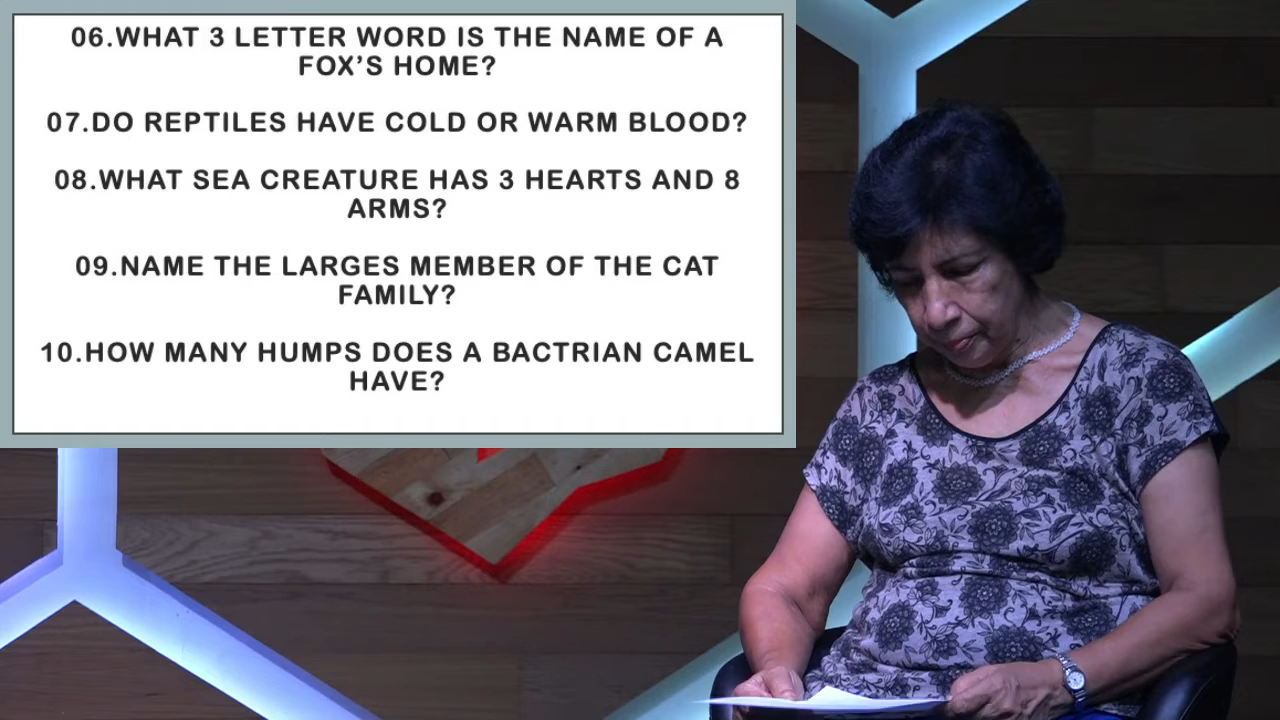 06.WHAT 3 LETTER WORD IS THE NAME OF A
FOX’S HOME?
07.DO REPTILES HAVE COLD OR WARM BLOOD?
08.WHAT SEA CREATURE HAS 3 HEARTS AND 8
ARMS?
09.NAME THE LARGES MEMBER OF THE CAT
FAMILY?
10.HOW MANY HUMPS DOES A BACTRIAN CAMEL
HAVE?